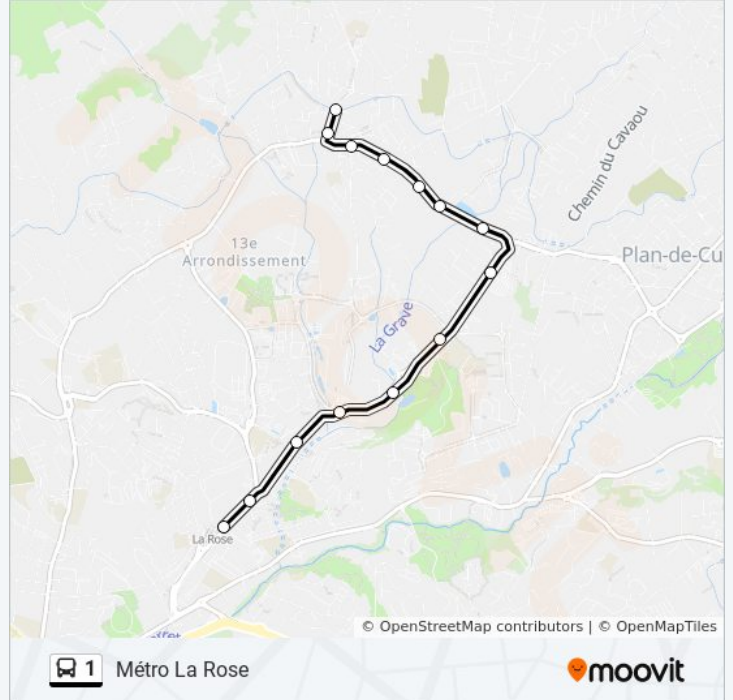 Chemin du Cavaou
13e
Arrondissement
Plan-de-Cu
La Grave
La Rose
© OpenStreetMap contributors | © OpenMapTiles
1 Métro La Rose
moovit